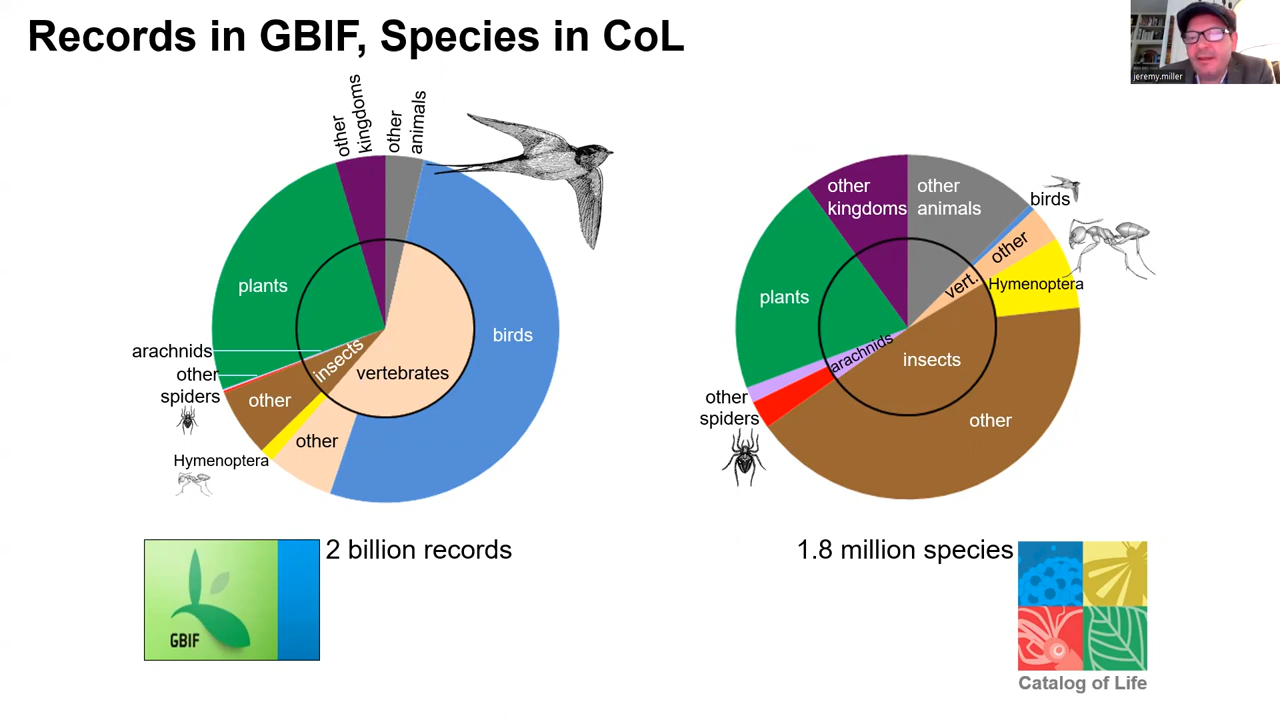 Records in GBIF, Species in CoL
jeremy.miller
other
kingdoms
other
animals
plants
birds
arachnids
other
spiders
insects
vertebrates
other
other
Hymenoptera
2 billion records
GBIF
other
kingdoms
other
animals
birds
other
vert.
Hymenoptera
plants
arachnids
insects
other
other
spiders
1.8 million species
Catalog of Life